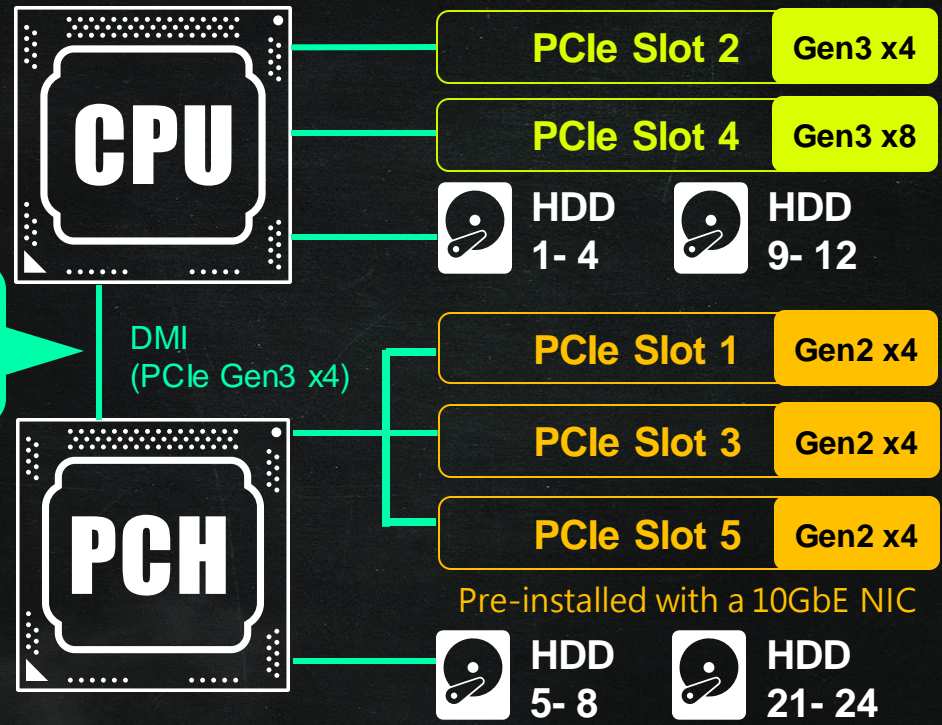 CPU
PCIe Slot 2 Gen3 x4
PCIe Slot 4 Gen3 x8
HDD
1- 4
HDD
9- 12
DMI
(PCIe Gen3 x4)
PCIe Slot 1 Gen2 x4
PCIe Slot 3 Gen2 x4
PCIe Slot 5 Gen2 x4
Pre-installed with a 10GbE NIC
PCH
HDD
5- 8
HDD
21- 24